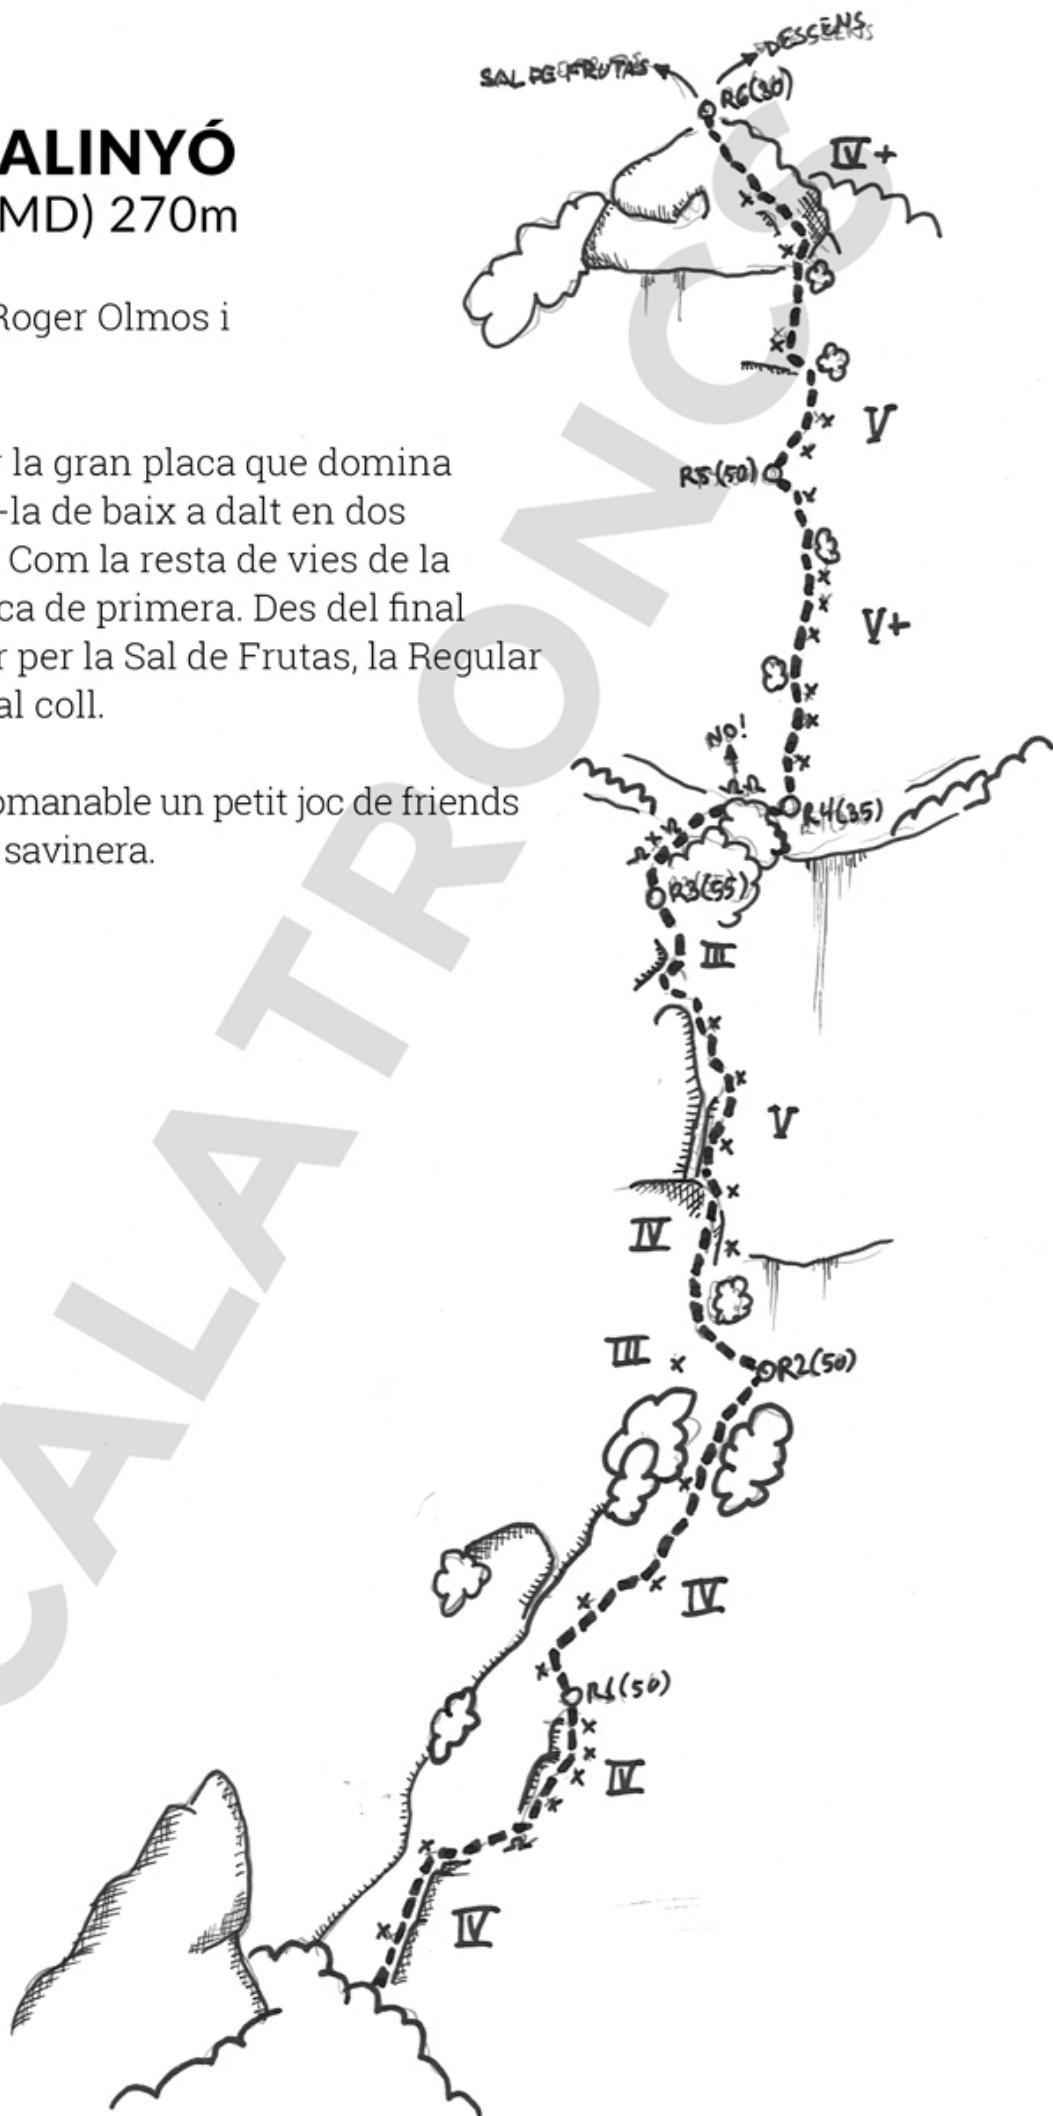 ALINYÓ
MD) 270m
Roger Olmos i
la gran placa que domina
-la de baix a dalt en dos
Com la resta de vies de la
ca de primera. Des del final
r per la Sal de Frutas, la Regular
al coll.
omanable un petit joc de friends
savinera.
DESSENS
SAL DE FRUTAS
R6(30)
IV+
V
R5(50)
V+
NO!
R4(35)
R3(55)
III
V
IV
III
R2(50)
IV
R1(50)
IV
IV
CALATRONCS